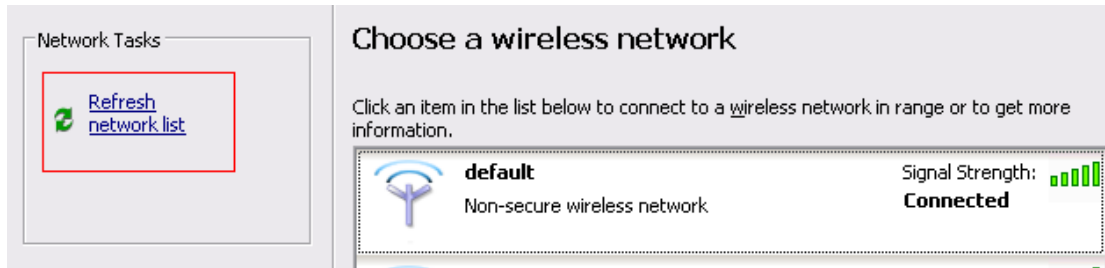 Network Tasks
Refresh
network list
Choose a wireless network
Click an item in the list below to connect to a wireless network in range or to get more
information.
default
Signal Strength:
Non-secure wireless network
Connected